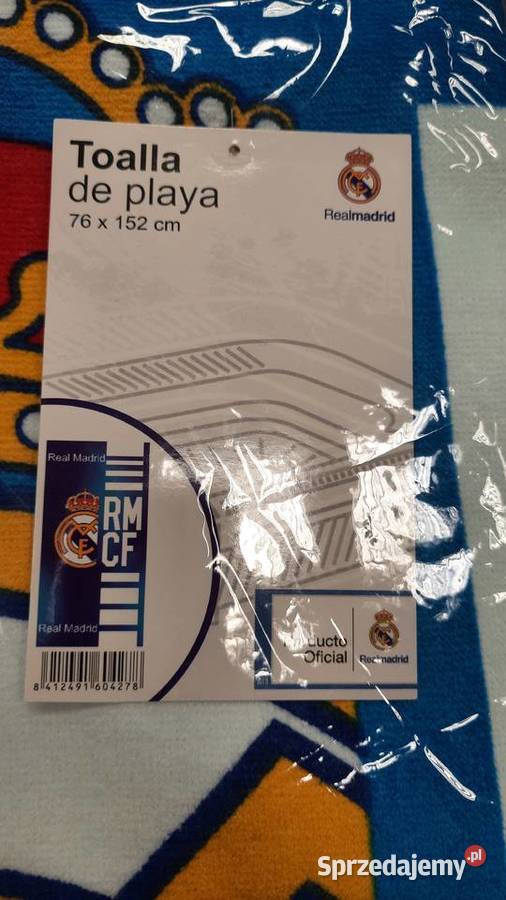 Toalla
de playa
76 x 152 cm
Realmadrid
Real Madrid
RM
CF
Real Madrid
8 412491 604278
Oficial
Realmadrid
Sprzedajemy.pl